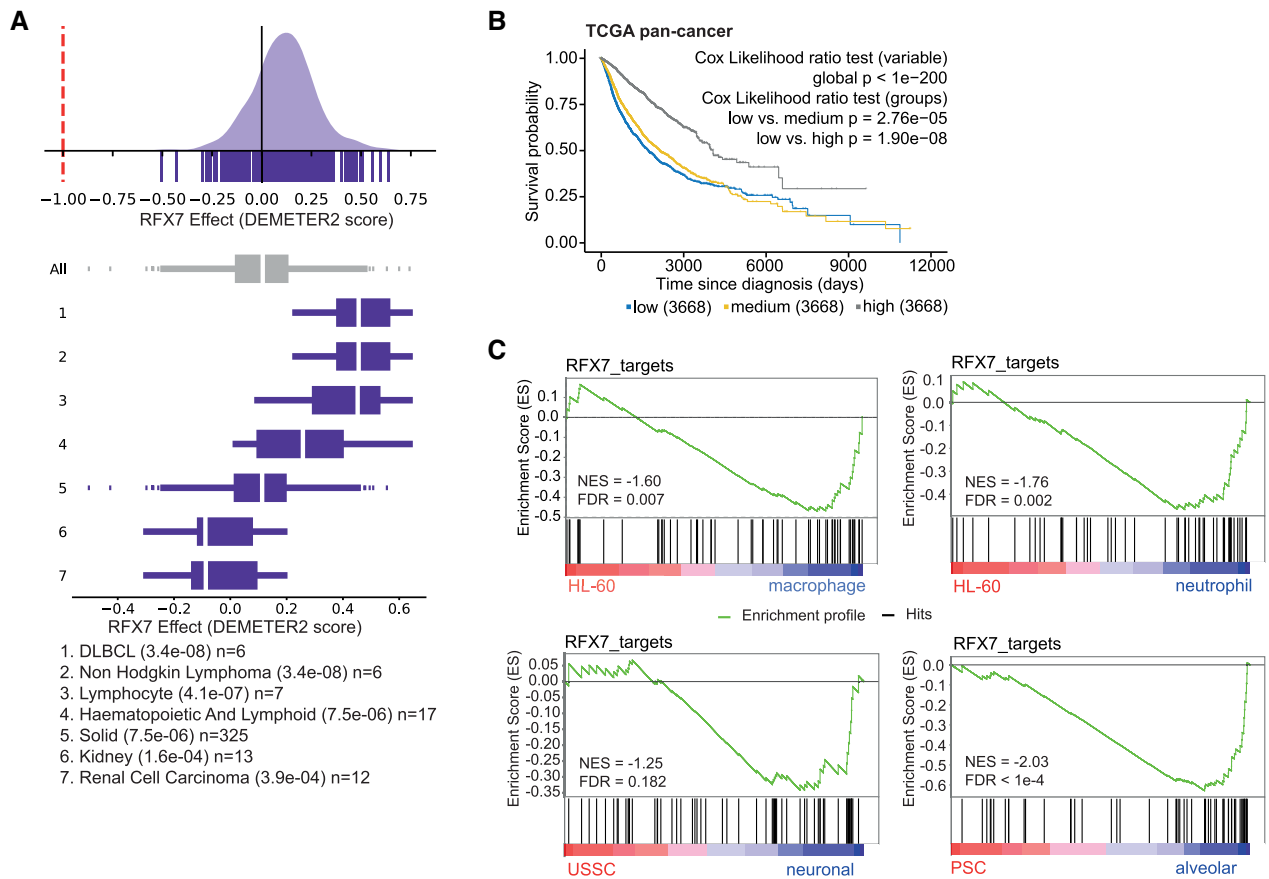 A
−1.00 −0.75 −0.50 −0.25 0.00 0.25 0.50 0.75
RFX7 Effect (DEMETER2 score)
All
1
2
3
4
5
6
7
−0.4 −0.2 0.0 0.2 0.4 0.6
RFX7 Effect (DEMETER2 score)
1. DLBCL (3.4e-08) n=6
2. Non Hodgkin Lymphoma (3.4e-08) n=6
3. Lymphocyte (4.1e-07) n=7
4. Haematopoietic And Lymphoid (7.5e-06) n=17
5. Solid (7.5e-06) n=325
6. Kidney (1.6e-04) n=13
7. Renal Cell Carcinoma (3.9e-04) n=12
B
TCGA pan-cancer
Survival probability
1.00
0.75
0.50
0.25
0.00
Cox Likelihood ratio test (variable)
global p < 1e−200
Cox Likelihood ratio test (groups)
low vs. medium p = 2.76e−05
low vs. high p = 1.90e−08
0 3000 6000 9000 12000
Time since diagnosis (days)
low (3668) medium (3668) high (3668)
C
RFX7_targets
Enrichment Score (ES)
0.1
0.0
-0.1
-0.2
-0.3
-0.4
-0.5
NES = -1.60
FDR = 0.007
HL-60 macrophage
RFX7_targets
Enrichment Score (ES)
0.1
0.0
-0.1
-0.2
-0.3
-0.4
NES = -1.76
FDR = 0.002
HL-60 neutrophil
Enrichment profile Hits
RFX7_targets
Enrichment Score (ES)
0.05
0.00
-0.05
-0.10
-0.15
-0.20
-0.25
-0.30
-0.35
NES = -1.25
FDR = 0.182
USSC neuronal
RFX7_targets
Enrichment Score (ES)
0.0
-0.1
-0.2
-0.3
-0.4
-0.5
-0.6
NES = -2.03
FDR < 1e-4
PSC alveolar